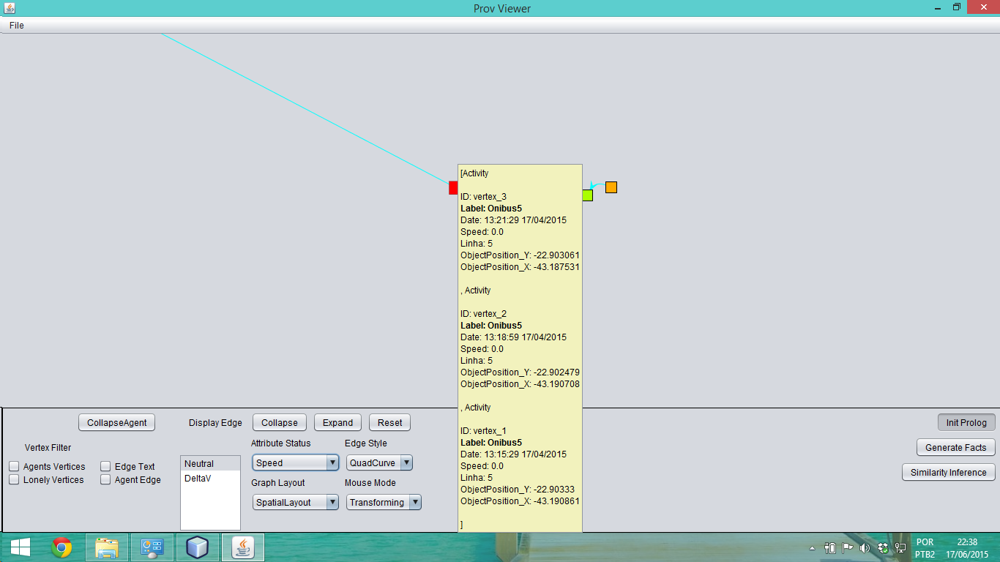 Prov Viewer
File
[Activity
ID: vertex_3
Label: Onibus5
Date: 13:21:29 17/04/2015
Speed: 0.0
Linha: 5
ObjectPosition_Y: -22.903061
ObjectPosition_X: -43.187531
, Activity
ID: vertex_2
Label: Onibus5
Date: 13:18:59 17/04/2015
Speed: 0.0
Linha: 5
ObjectPosition_Y: -22.902479
ObjectPosition_X: -43.190708
, Activity
ID: vertex_1
Label: Onibus5
Date: 13:15:29 17/04/2015
Speed: 0.0
Linha: 5
ObjectPosition_Y: -22.90333
ObjectPosition_X: -43.190861
]
CollapseAgent
Display Edge
Collapse
Expand
Reset
Vertex Filter
Agents Vertices
Edge Text
Lonely Vertices
Agent Edge
Neutral
DeltaV
Attribute Status
Edge Style
Speed
QuadCurve
Graph Layout
Mouse Mode
SpatialLayout
Transforming
Init Prolog
Generate Facts
Similarity Inference
POR
PTB2
22:38
17/06/2015